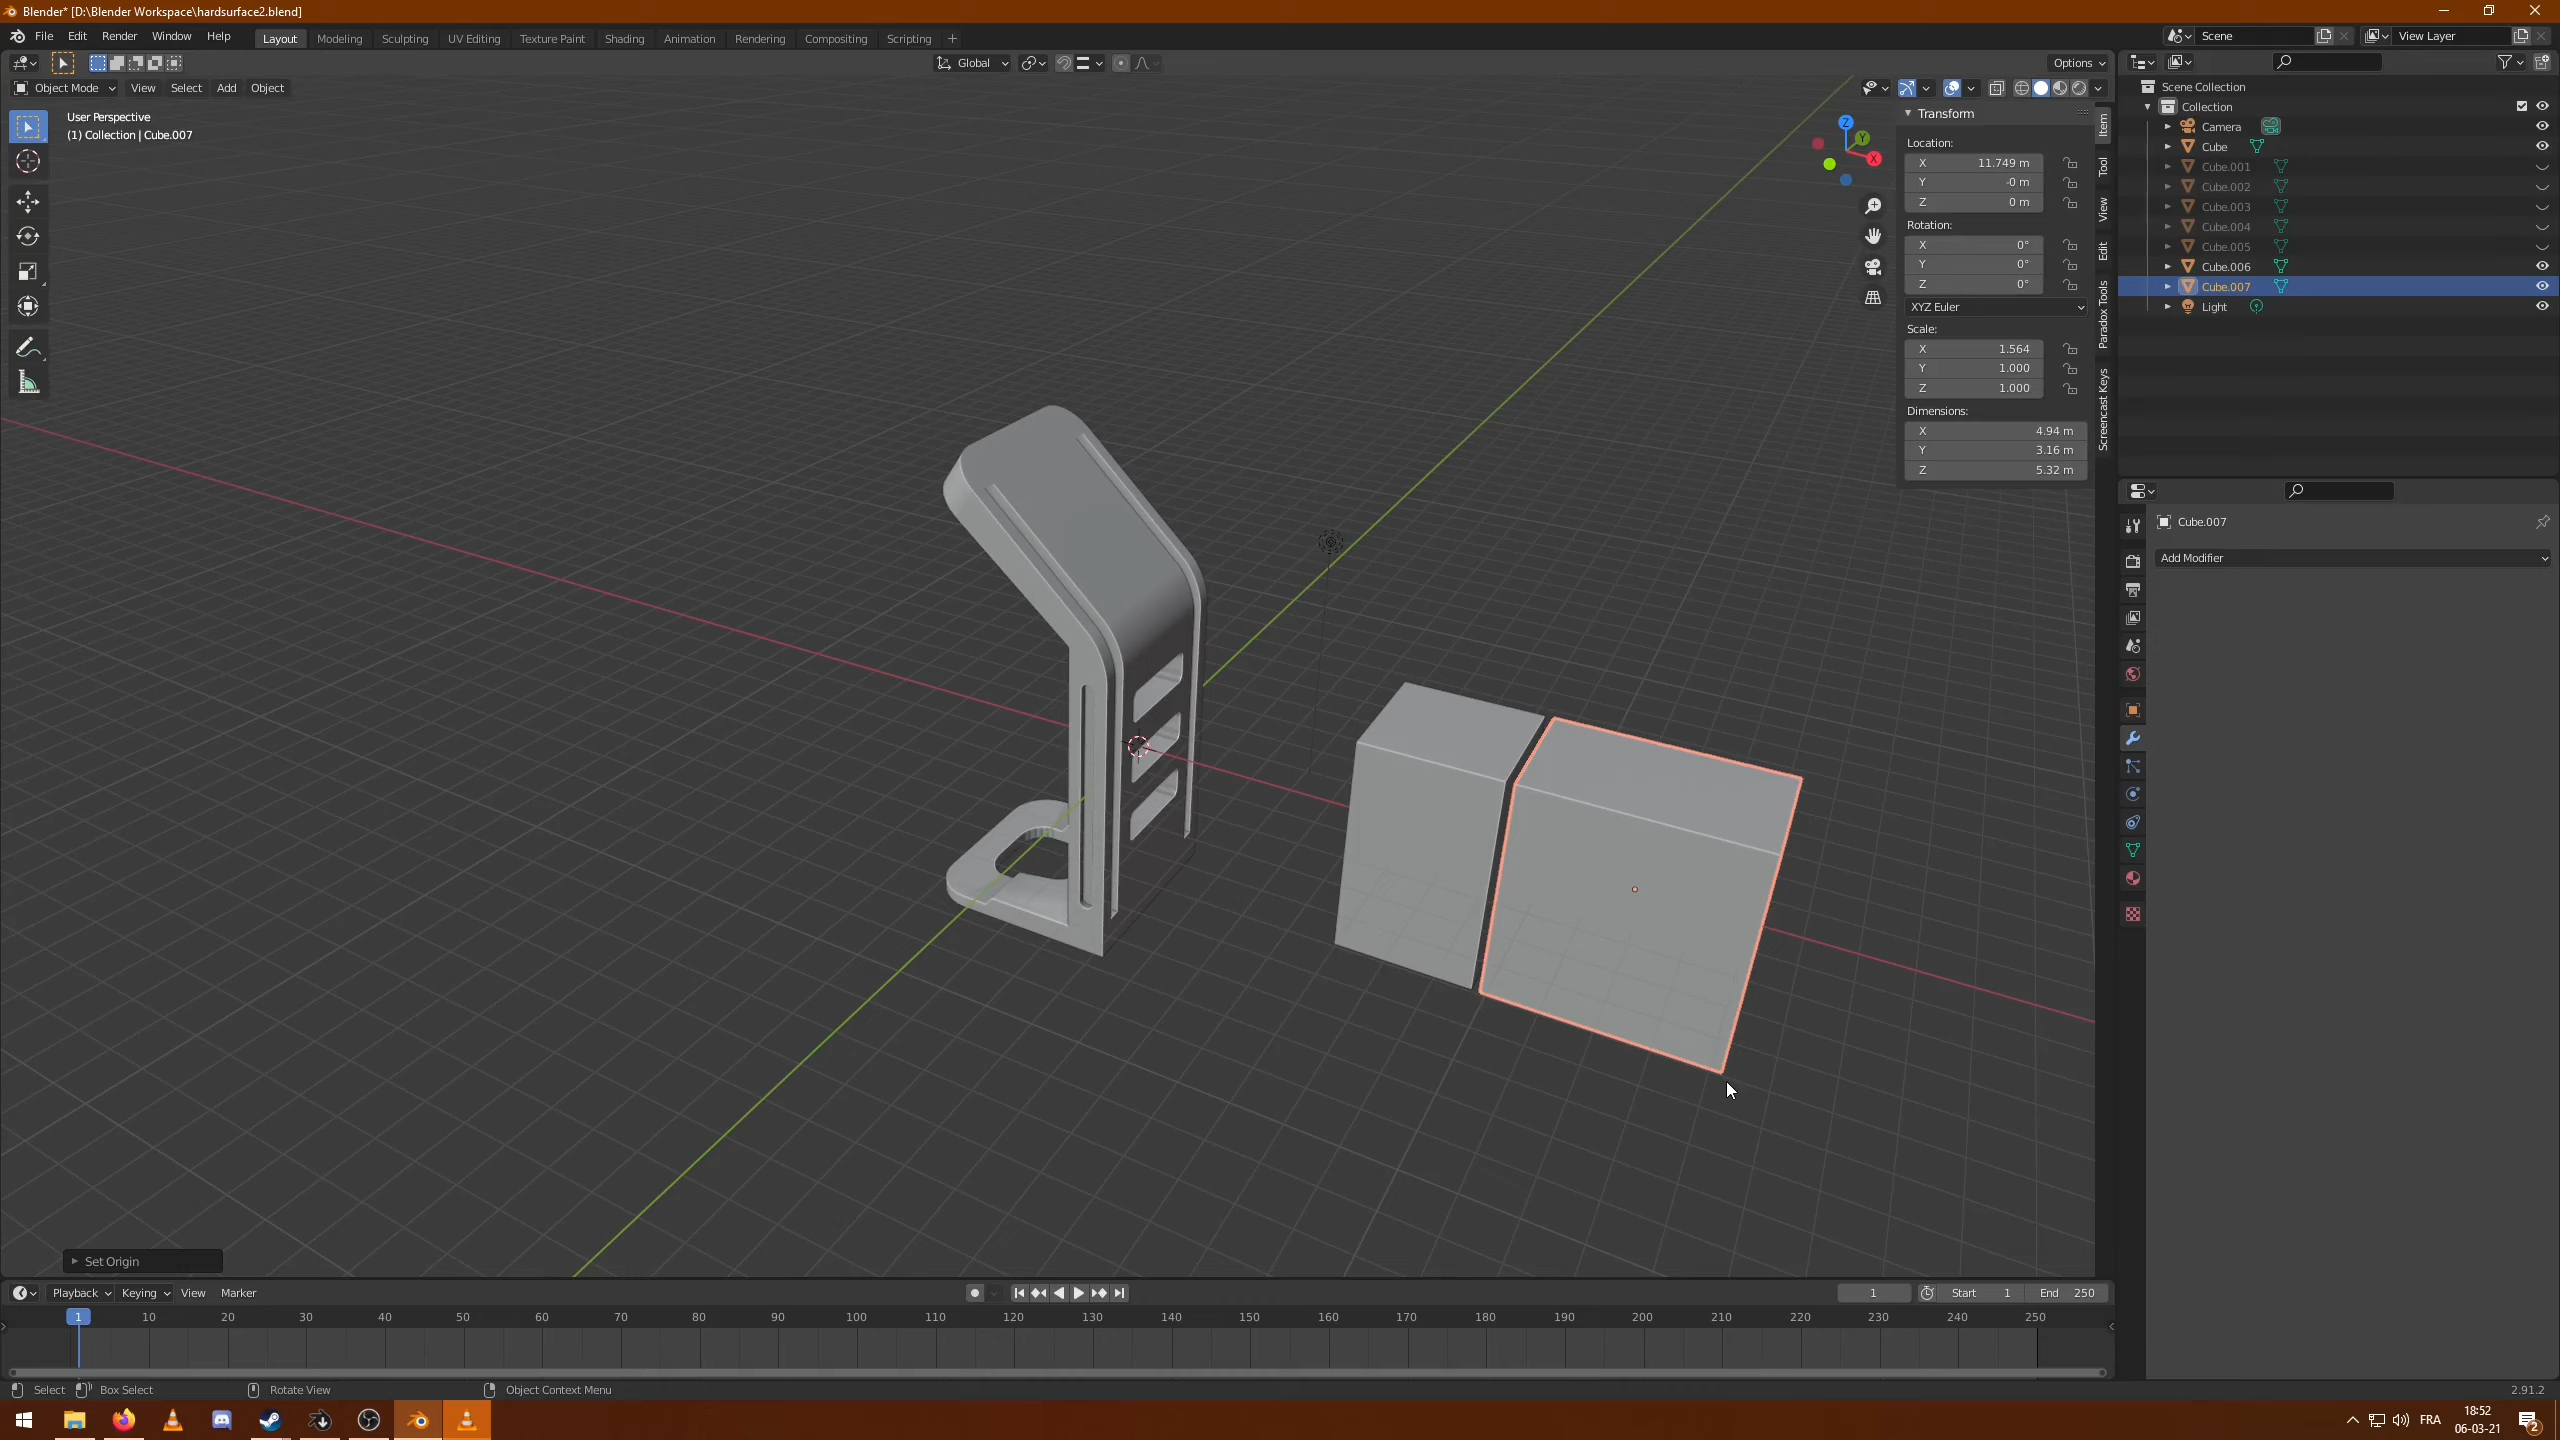 Blender* [D:\Blender Workspace\hardsurface2.blend]
File Edit Render Window Help Layout Modeling Sculpting UV Editing Texture Paint Shading Animation Rendering Compositing Scripting Scene View Layer
Global Options
Object Mode View Select Add Object
User Perspective
(1) Collection | Cube.007
Z
Y
X
Transform
Location:
X 11.749 m
Y -0 m
Z 0 m
Rotation:
X 0°
Y 0°
Z 0°
XYZ Euler
Scale:
X 1.564
Y 1.000
Z 1.000
Dimensions:
X 4.94 m
Y 3.16 m
Z 5.32 m
Item
Tool
View
Edit
Paradox Tools
Screencast Keys
Scene Collection
Collection
Camera
Cube
Cube.001
Cube.002
Cube.003
Cube.004
Cube.005
Cube.006
Cube.007
Light
Cube.007
Add Modifier
Set Origin
Playback Keying View Marker 1 Start 1 End 250
1 10 20 30 40 50 60 70 80 90 100 110 120 130 140 150 160 170 180 190 200 210 220 230 240 250
Select Box Select Rotate View Object Context Menu 2.91.2
FRA
18:52
06-03-21
2